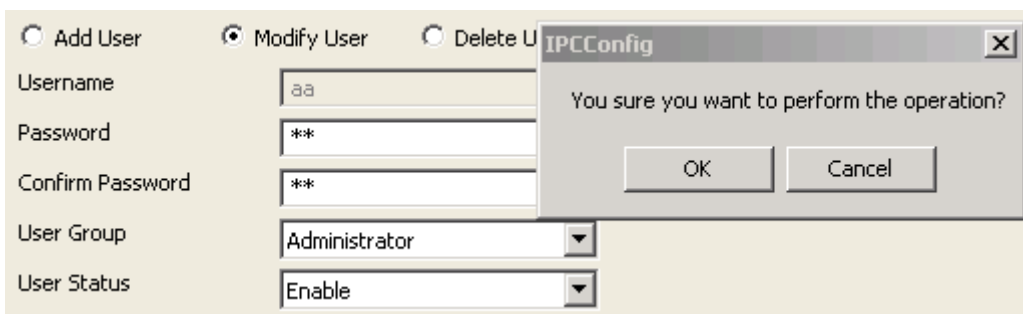 Add User Modify User Delete U
IPCConfig
Username aa
You sure you want to perform the operation?
Password **
OK Cancel
Confirm Password **
User Group Administrator
User Status Enable